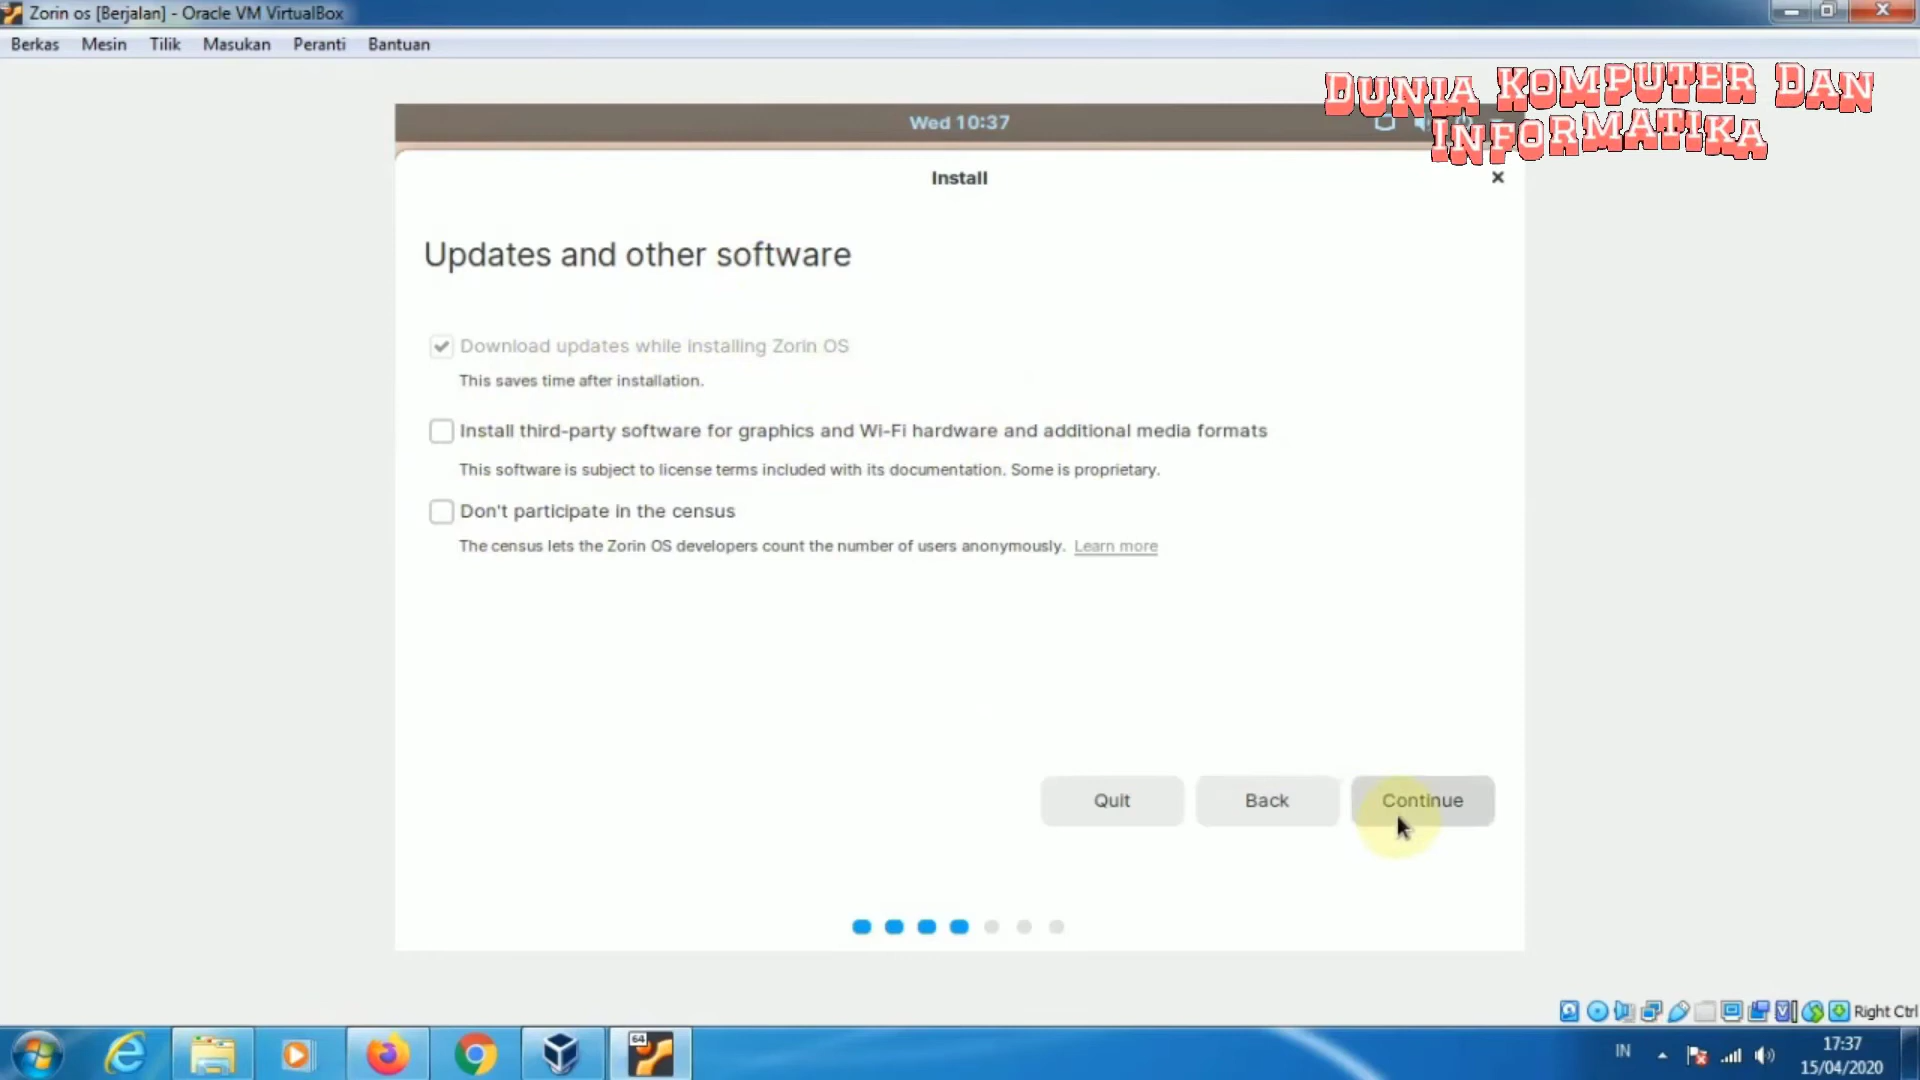 Zorin os [Berjalan] - Oracle VM VirtualBox
Berkas Mesin Tilik Masukan Peranti Bantuan
DUNIA KOMPUTER DAN
INFORMATIKA
Wed 10:37
Install
Updates and other software
Download updates while installing Zorin OS
This saves time after installation.
Install third-party software for graphics and Wi-Fi hardware and additional media formats
This software is subject to license terms included with its documentation. Some is proprietary.
Don't participate in the census
The census lets the Zorin OS developers count the number of users anonymously. Learn more
Quit Back Continue
Right Ctrl
64
IN
17:37
15/04/2020